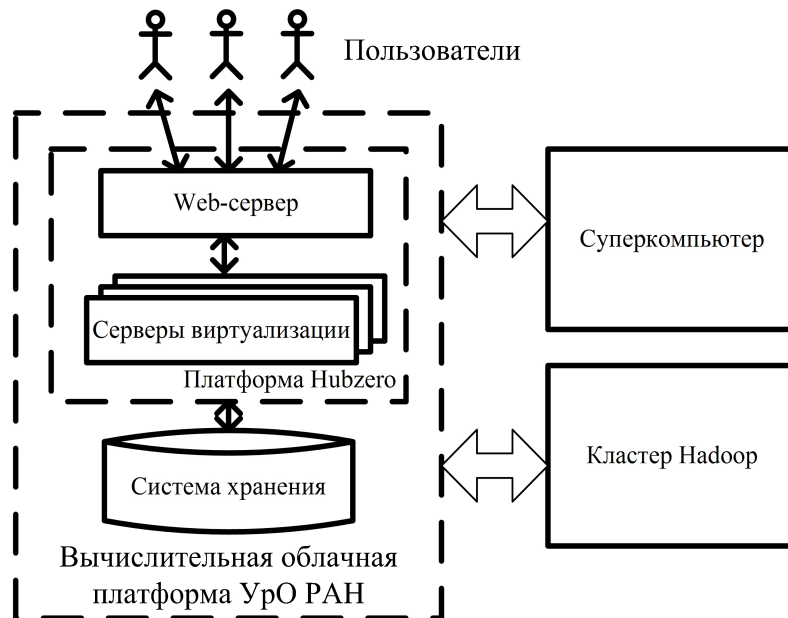 Пользователи
Web-сервер
Серверы виртуализации
Платформа Hubzero
Система хранения
Вычислительная облачная
платформа УрО РАН
Суперкомпьютер
Кластер Hadoop